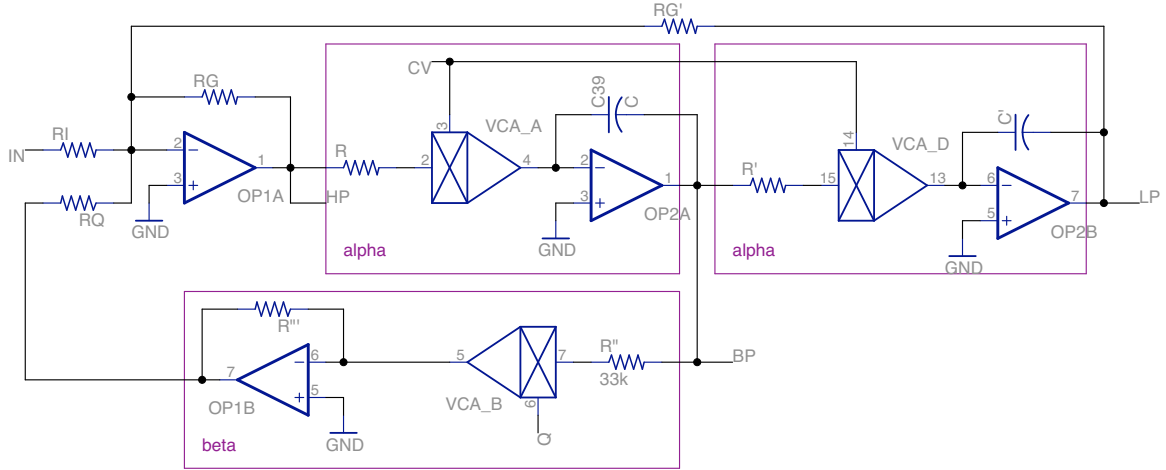 RG'
CV
RG
C39
C
C'
3
VCA_A
14
VCA_D
RI
IN
2
1
R
2
4
2
1
R'
15
13
6
7
LP
3
OP1A
HP
3
OP2A
5
OP2B
RQ
GND
GND
GND
alpha
alpha
R'''
6
7
5
7
R''
33k
BP
OP1B
5
VCA_B
6
Q
GND
beta